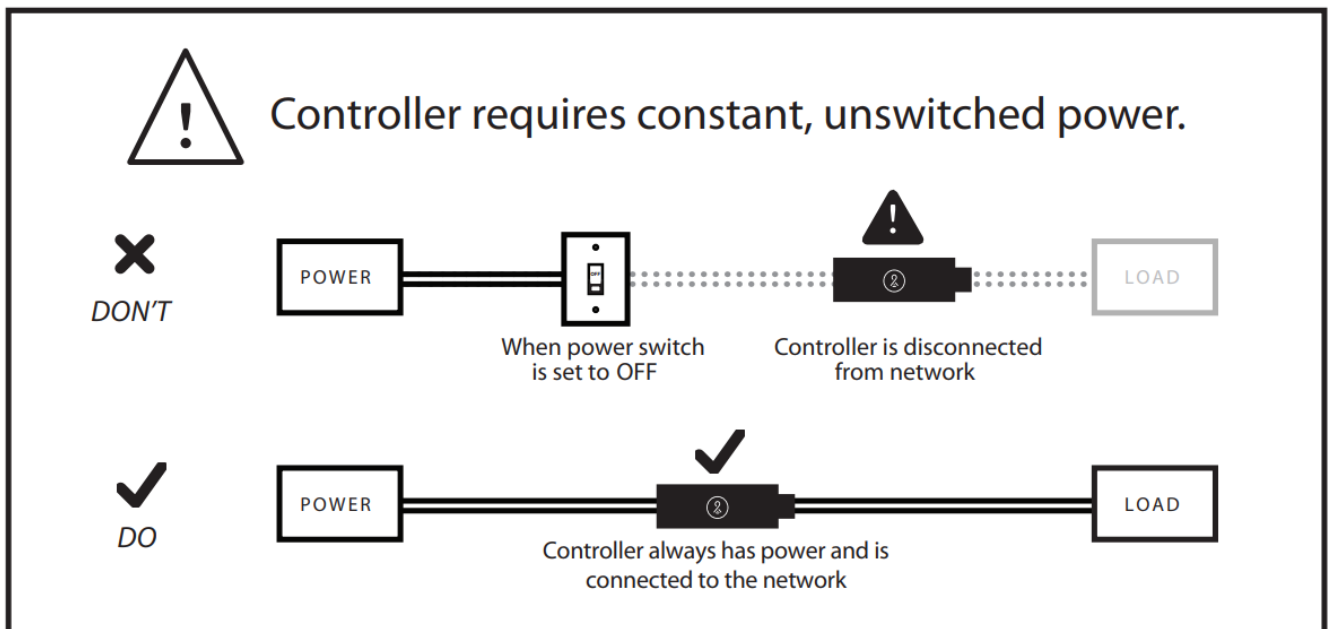 !
Controller requires constant, unswitched power.
!
DON'T
POWER
OFF
LOAD
When power switch
is set to OFF
Controller is disconnected
from network
DO
POWER
LOAD
Controller always has power and is
connected to the network